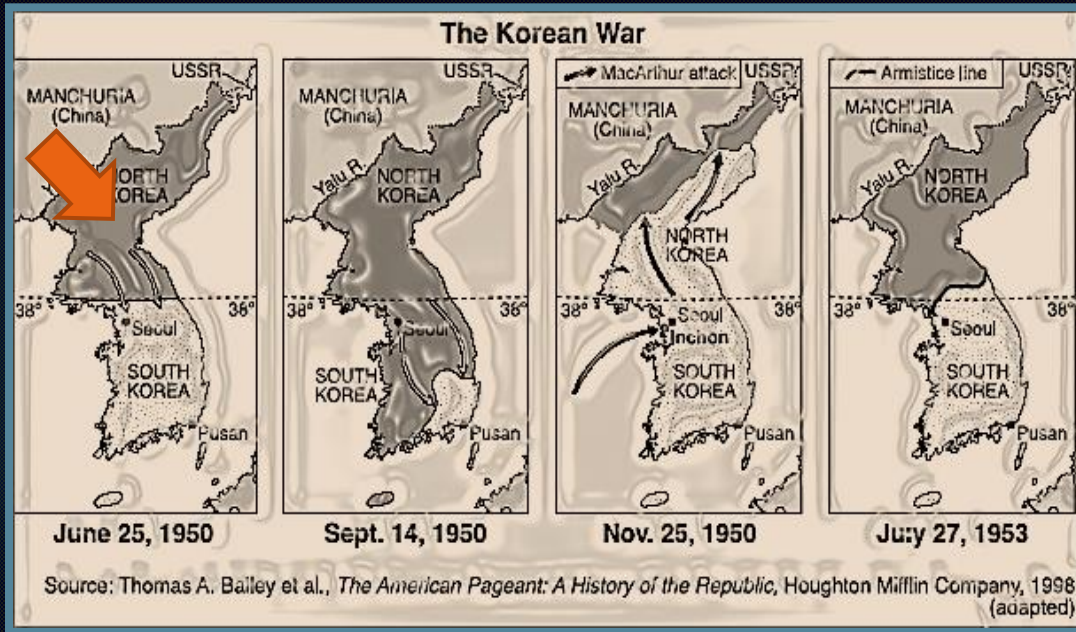 The Korean War
USSR
MANCHURIA
(China)
NORTH
KOREA
38°
38°
Seoul
SOUTH
KOREA
Pusan
June 25, 1950
USSR
MANCHURIA
(China)
Yalu R.
NORTH
KOREA
38°
38°
Seoul
SOUTH
KOREA
Pusan
Sept. 14, 1950
MacArthur attack
USSR
MANCHURIA
(China)
Yalu R.
NORTH
KOREA
38°
38°
Seoul
Inchon
SOUTH
KOREA
Pusan
Nov. 25, 1950
Armistice line
USSR
MANCHURIA
(China)
Yalu R.
NORTH
KOREA
38°
38°
Seoul
SOUTH
KOREA
Pusan
July 27, 1953
Source: Thomas A. Bailey et al., The American Pageant: A History of the Republic, Houghton Mifflin Company, 1998
(adapted)